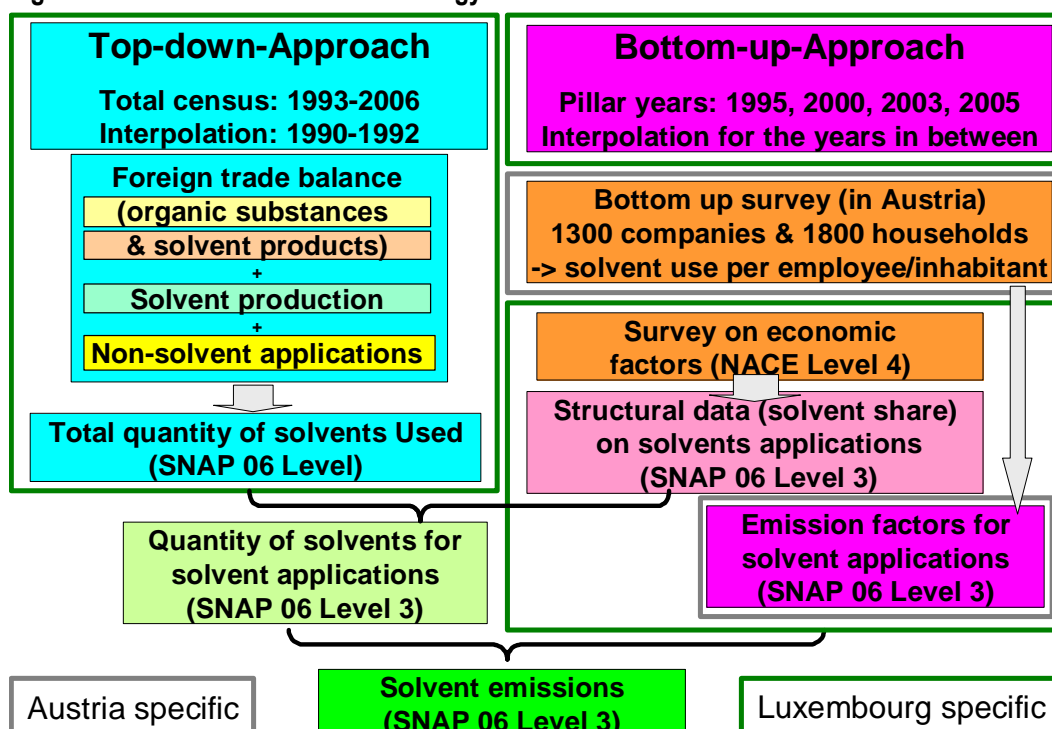 Top-down-Approach
Total census: 1993-2006
Interpolation: 1990-1992
Foreign trade balance
(organic substances
& solvent products)
+
Solvent production
+
Non-solvent applications
Total quantity of solvents Used
(SNAP 06 Level)
Bottom-up-Approach
Pillar years: 1995, 2000, 2003, 2005
Interpolation for the years in between
Bottom up survey (in Austria)
1300 companies & 1800 households
-> solvent use per employee/inhabitant
Survey on economic
factors (NACE Level 4)
Structural data (solvent share)
on solvents applications
(SNAP 06 Level 3)
Emission factors for
solvent applications
(SNAP 06 Level 3)
Quantity of solvents for
solvent applications
(SNAP 06 Level 3)
Solvent emissions
(SNAP 06 Level 3)
Austria specific
Luxembourg specific